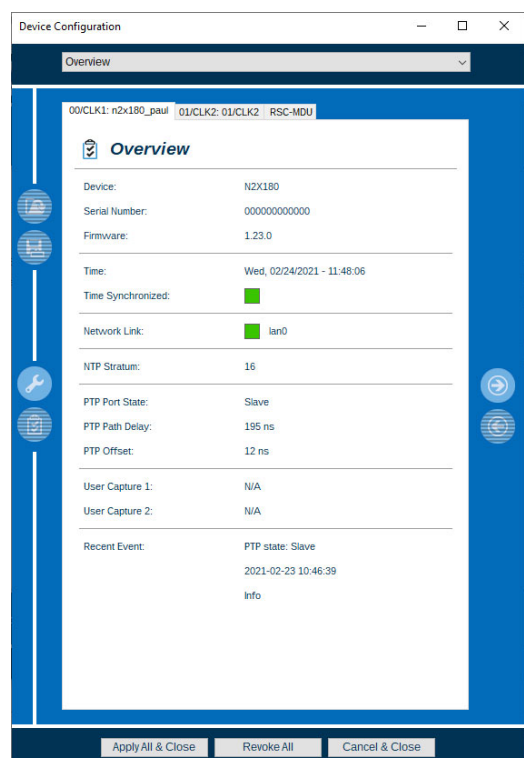 Device Configuration
Overview
00/CLK1: n2x180_paul 01/CLK2: 01/CLK2 RSC-MDU
Overview
Device: N2X180
Serial Number: 000000000000
Firmware: 1.23.0
Time: Wed, 02/24/2021 - 11:48:06
Time Synchronized:
Network Link: lan0
NTP Stratum: 16
PTP Port State: Slave
PTP Path Delay: 195 ns
PTP Offset: 12 ns
User Capture 1: N/A
User Capture 2: N/A
Recent Event: PTP state: Slave
2021-02-23 10:46:39
Info
Apply All & Close Revoke All Cancel & Close